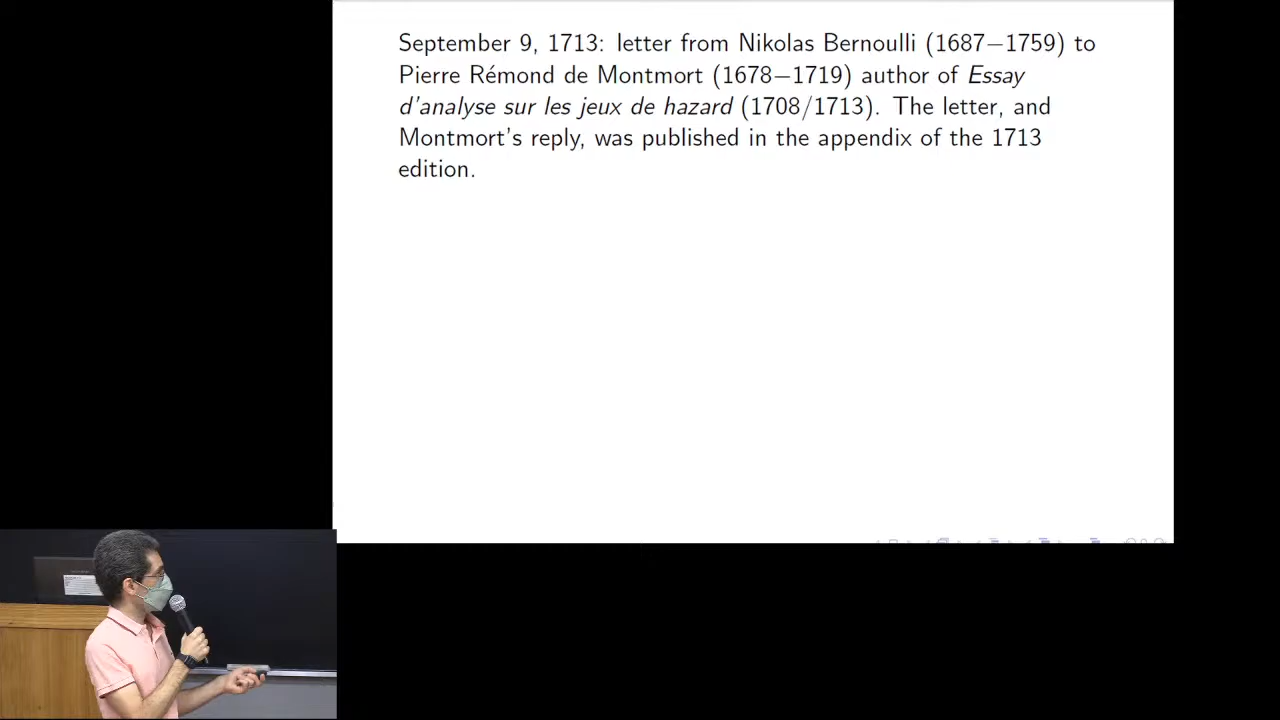 September 9, 1713: letter from Nikolas Bernoulli (1687−1759) to
Pierre Rémond de Montmort (1678−1719) author of Essay
d'analyse sur les jeux de hazard (1708/1713). The letter, and
Montmort's reply, was published in the appendix of the 1713
edition.